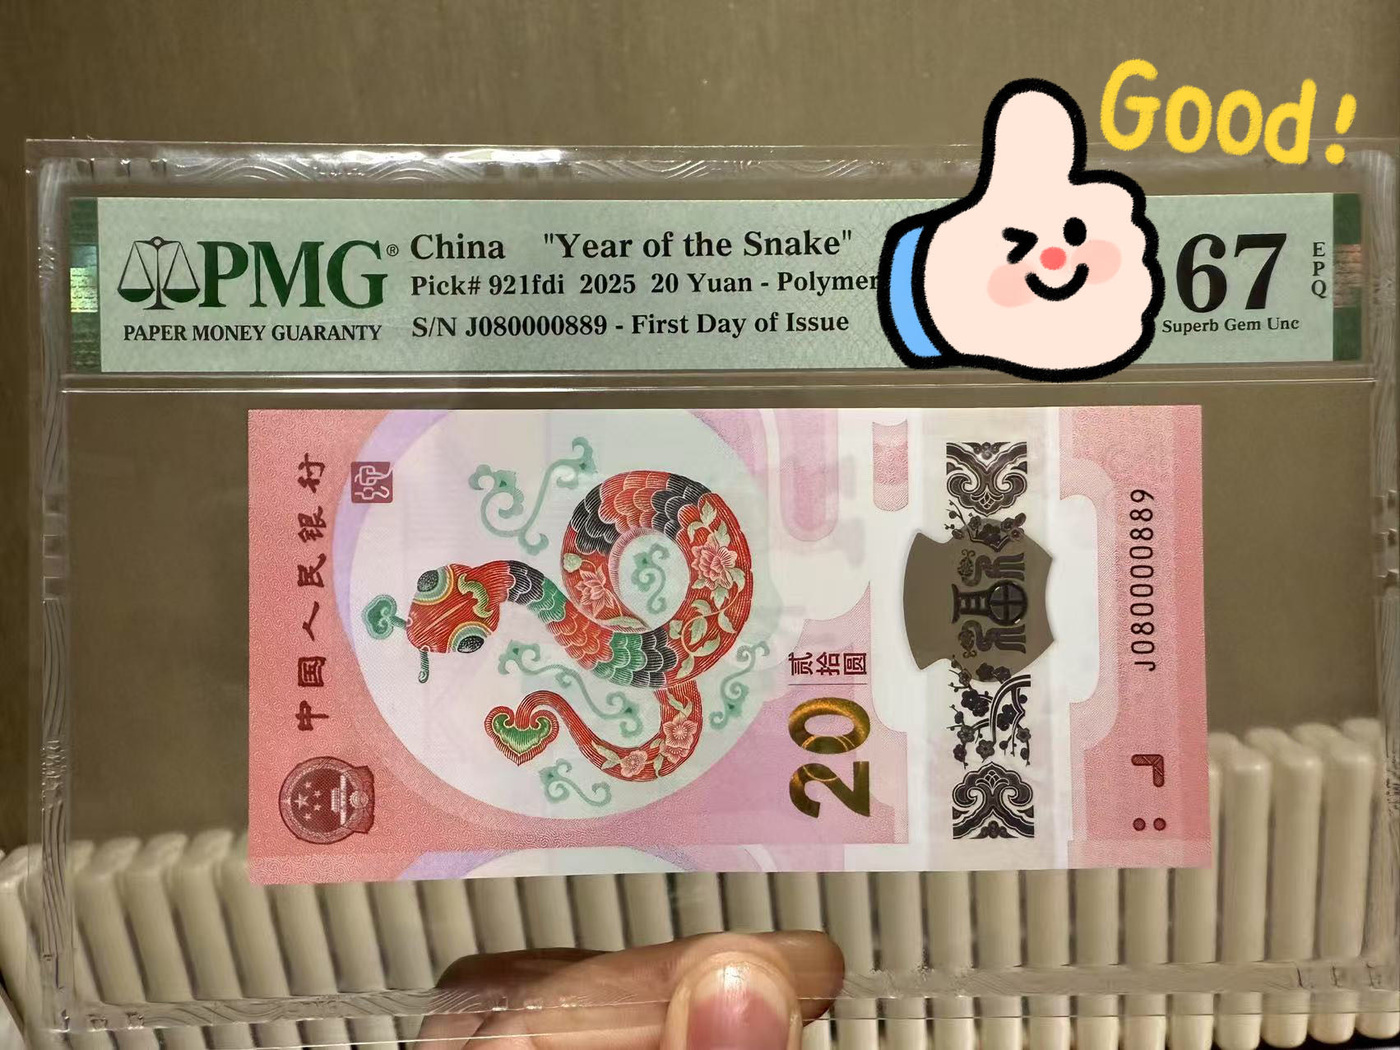 Good!
PMG®
PAPER MONEY GUARANTY
China "Year of the Snake"
Pick# 921fdi 2025 20 Yuan - Polymer
S/N J080000889 - First Day of Issue
67
EPQ
Superb Gem Unc
中国人民银行
贰拾圆
20
J080000889